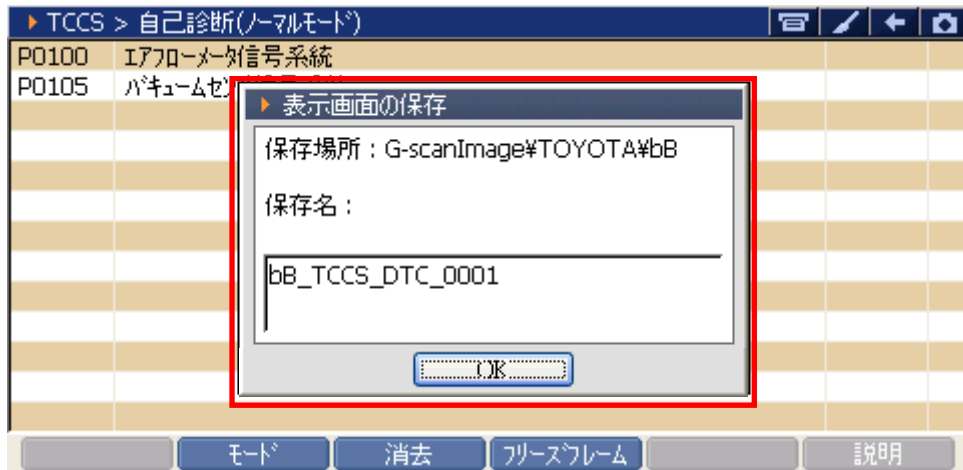 TCCS > 自己診断(ノーマルモード)
P0100 エアフローメータ信号系統
P0105 バキュームセ
表示画面の保存
保存場所：G-scanImage¥TOYOTA¥bB
保存名：
bB_TCCS_DTC_0001
OK
モード 消去 フリーズフレーム 説明